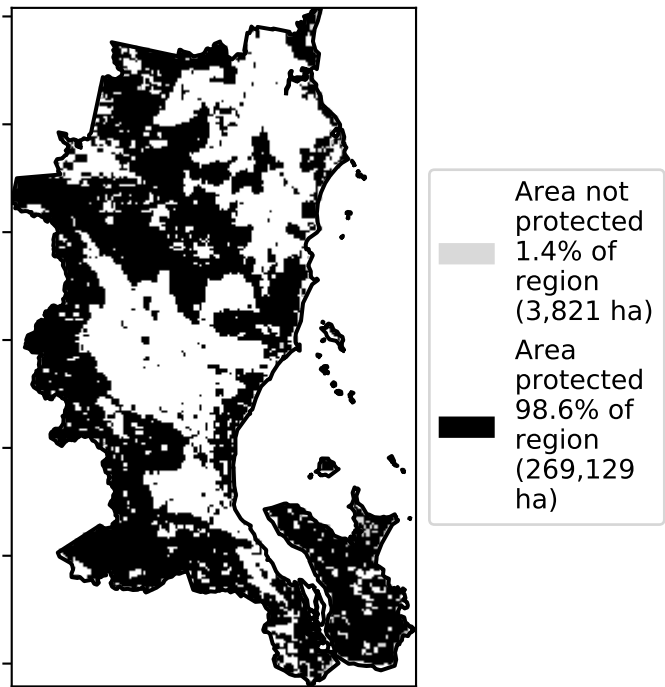 Area not
protected
1.4% of
region
(3,821 ha)
Area
protected
98.6% of
region
(269,129
ha)